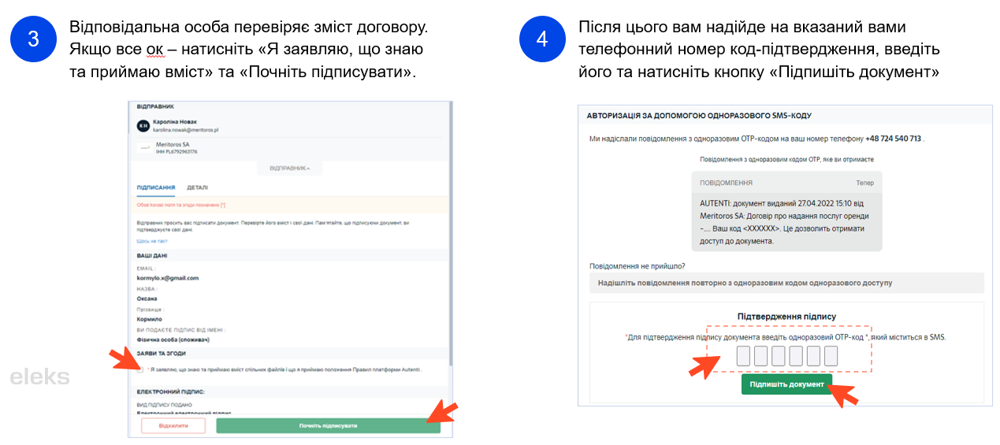 3
Відповідальна особа перевіряє зміст договору.
Якщо все ок – натисніть «Я заявляю, що знаю
та приймаю вміст» та «Почніть підписувати».
ВІДПРАВНИК
KH
Кароліна Новах
karolina.nowak@meritoros.pl
Meritoros SA
ІНН PL6792963176
ВІДПРАВНИК
ПІДПИСАННЯ ДЕТАЛІ
Обов'язкові поля та згоди позначено [*]
Відправник просить вас підписати документ. Перевірте його вміст і свої дані. Пам'ятайте, що підписуючи документ, ви
підтверджуєте свої дані.
Щось не так?
ВАШІ ДАНІ
EMAIL :
kormylo.x@gmail.com
НАЗВА :
Оксана
Прізвище :
Кормило
ВИ ПОДАЄТЕ ПІДПИС ВІД ІМЕНІ :
Фізична особа (споживач)
ЗАЯВИ ТА ЗГОДИ
* Я заявляю, що знаю та приймаю вміст спільних файлів і що я приймаю положення Правил платформи Autenti .
ЕЛЕКТРОННИЙ ПІДПИС:
ВИД ПІДПИСУ ПОДАНО
Електронний електронний підпис
Відхилити
Почніть підписувати
eleks
4
Після цього вам надійде на вказаний вами
телефонний номер код-підтвердження, введіть
його та натисніть кнопку «Підпишіть документ»
АВТОРИЗАЦІЯ ЗА ДОПОМОГОЮ ОДНОРАЗОВОГО SMS-КОДУ
Ми надіслали повідомлення з одноразовим OTP-кодом на ваш номер телефону +48 724 540 713 .
Повідомлення з одноразовим кодом OTP, яке ви отримаєте
ПОВІДОМЛЕННЯ Тепер
AUTENTI: документ виданий 27.04.2022 15:10 від
Meritoros SA: Договір про надання послуг оренди
-.... Ваш код <XXXXXX>. Це дозволить отримати
доступ до документа.
Повідомлення не прийшло?
Надішліть повідомлення повторно з одноразовим кодом одноразового доступу
Підтвердження підпису
*Для підтвердження підпису документа введіть одноразовий OTP-код *, який міститься в SMS.
Підпишіть документ